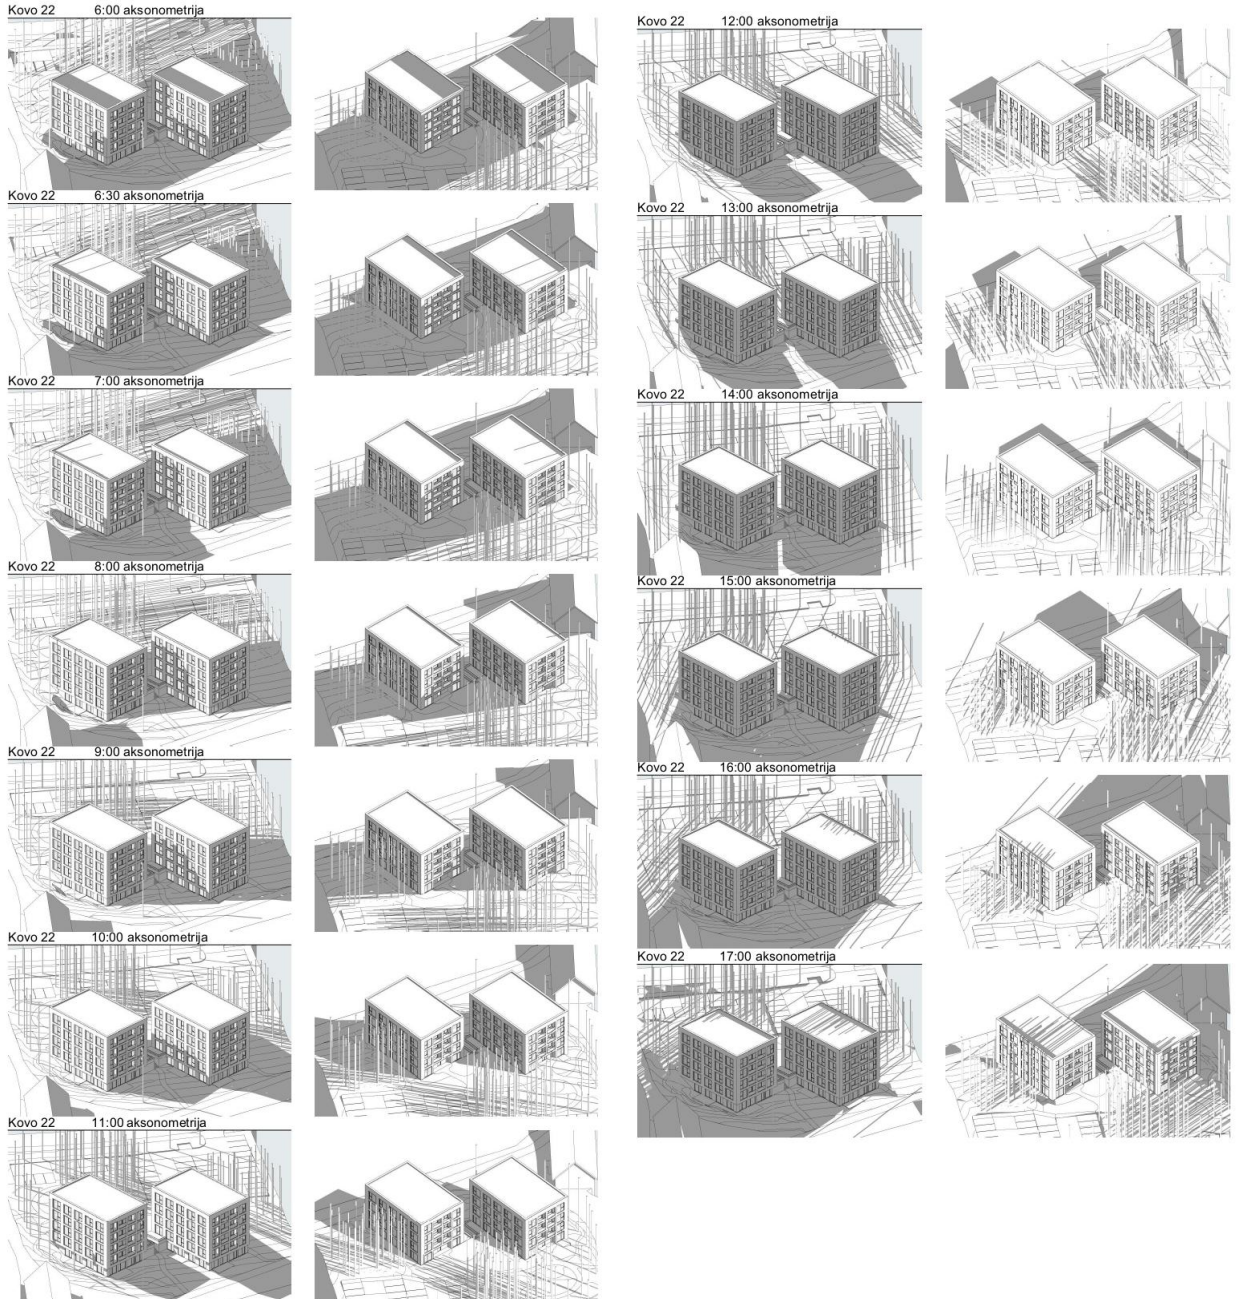 Kovo 22 6:00 aksonometrija
Kovo 22 6:30 aksonometrija
Kovo 22 7:00 aksonometrija
Kovo 22 8:00 aksonometrija
Kovo 22 9:00 aksonometrija
Kovo 22 10:00 aksonometrija
Kovo 22 11:00 aksonometrija
Kovo 22 12:00 aksonometrija
Kovo 22 13:00 aksonometrija
Kovo 22 14:00 aksonometrija
Kovo 22 15:00 aksonometrija
Kovo 22 16:00 aksonometrija
Kovo 22 17:00 aksonometrija